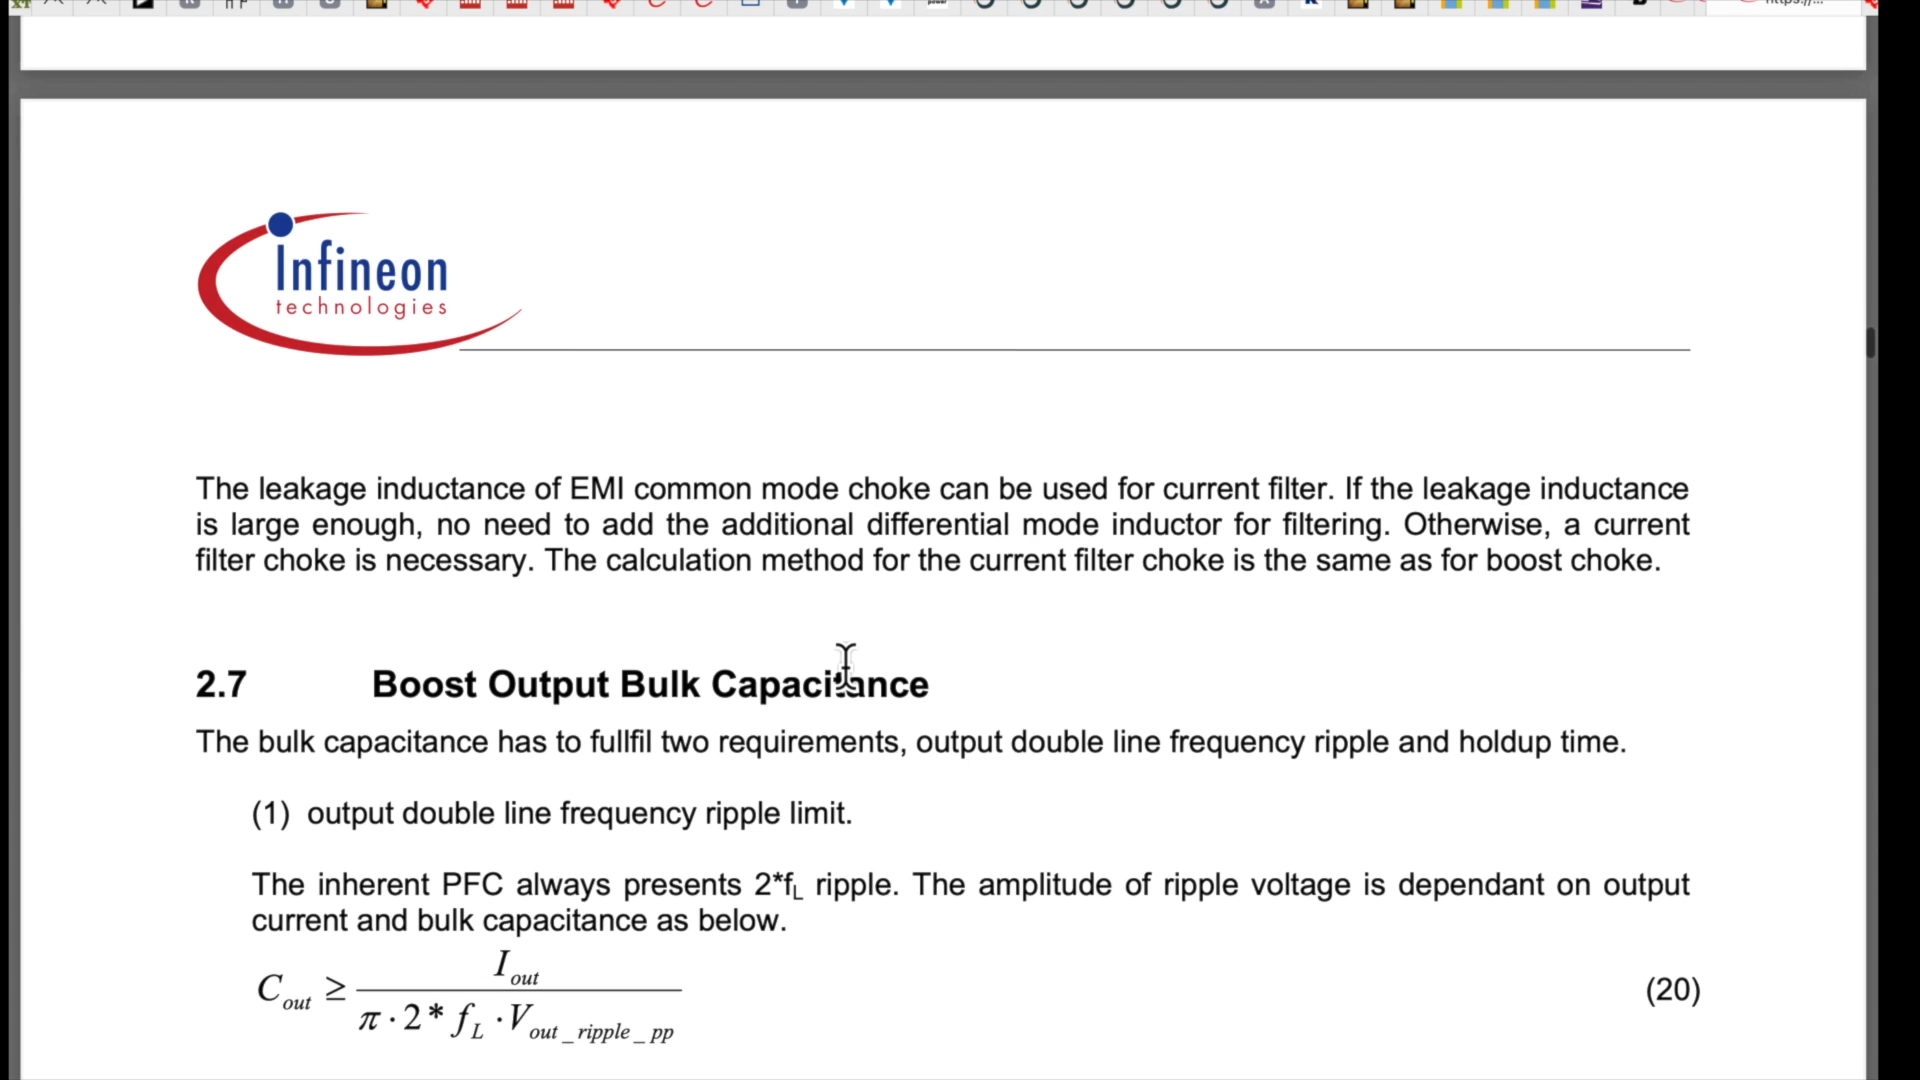 Infineon
technologies
The leakage inductance of EMI common mode choke can be used for current filter. If the leakage inductance
is large enough, no need to add the additional differential mode inductor for filtering. Otherwise, a current
filter choke is necessary. The calculation method for the current filter choke is the same as for boost choke.
2.7 Boost Output Bulk Capacitance
The bulk capacitance has to fullfil two requirements, output double line frequency ripple and holdup time.
(1) output double line frequency ripple limit.
The inherent PFC always presents 2*fL ripple. The amplitude of ripple voltage is dependant on output
current and bulk capacitance as below.
Cout ≥ Iout / (π · 2 * fL · Vout_ripple_pp) (20)